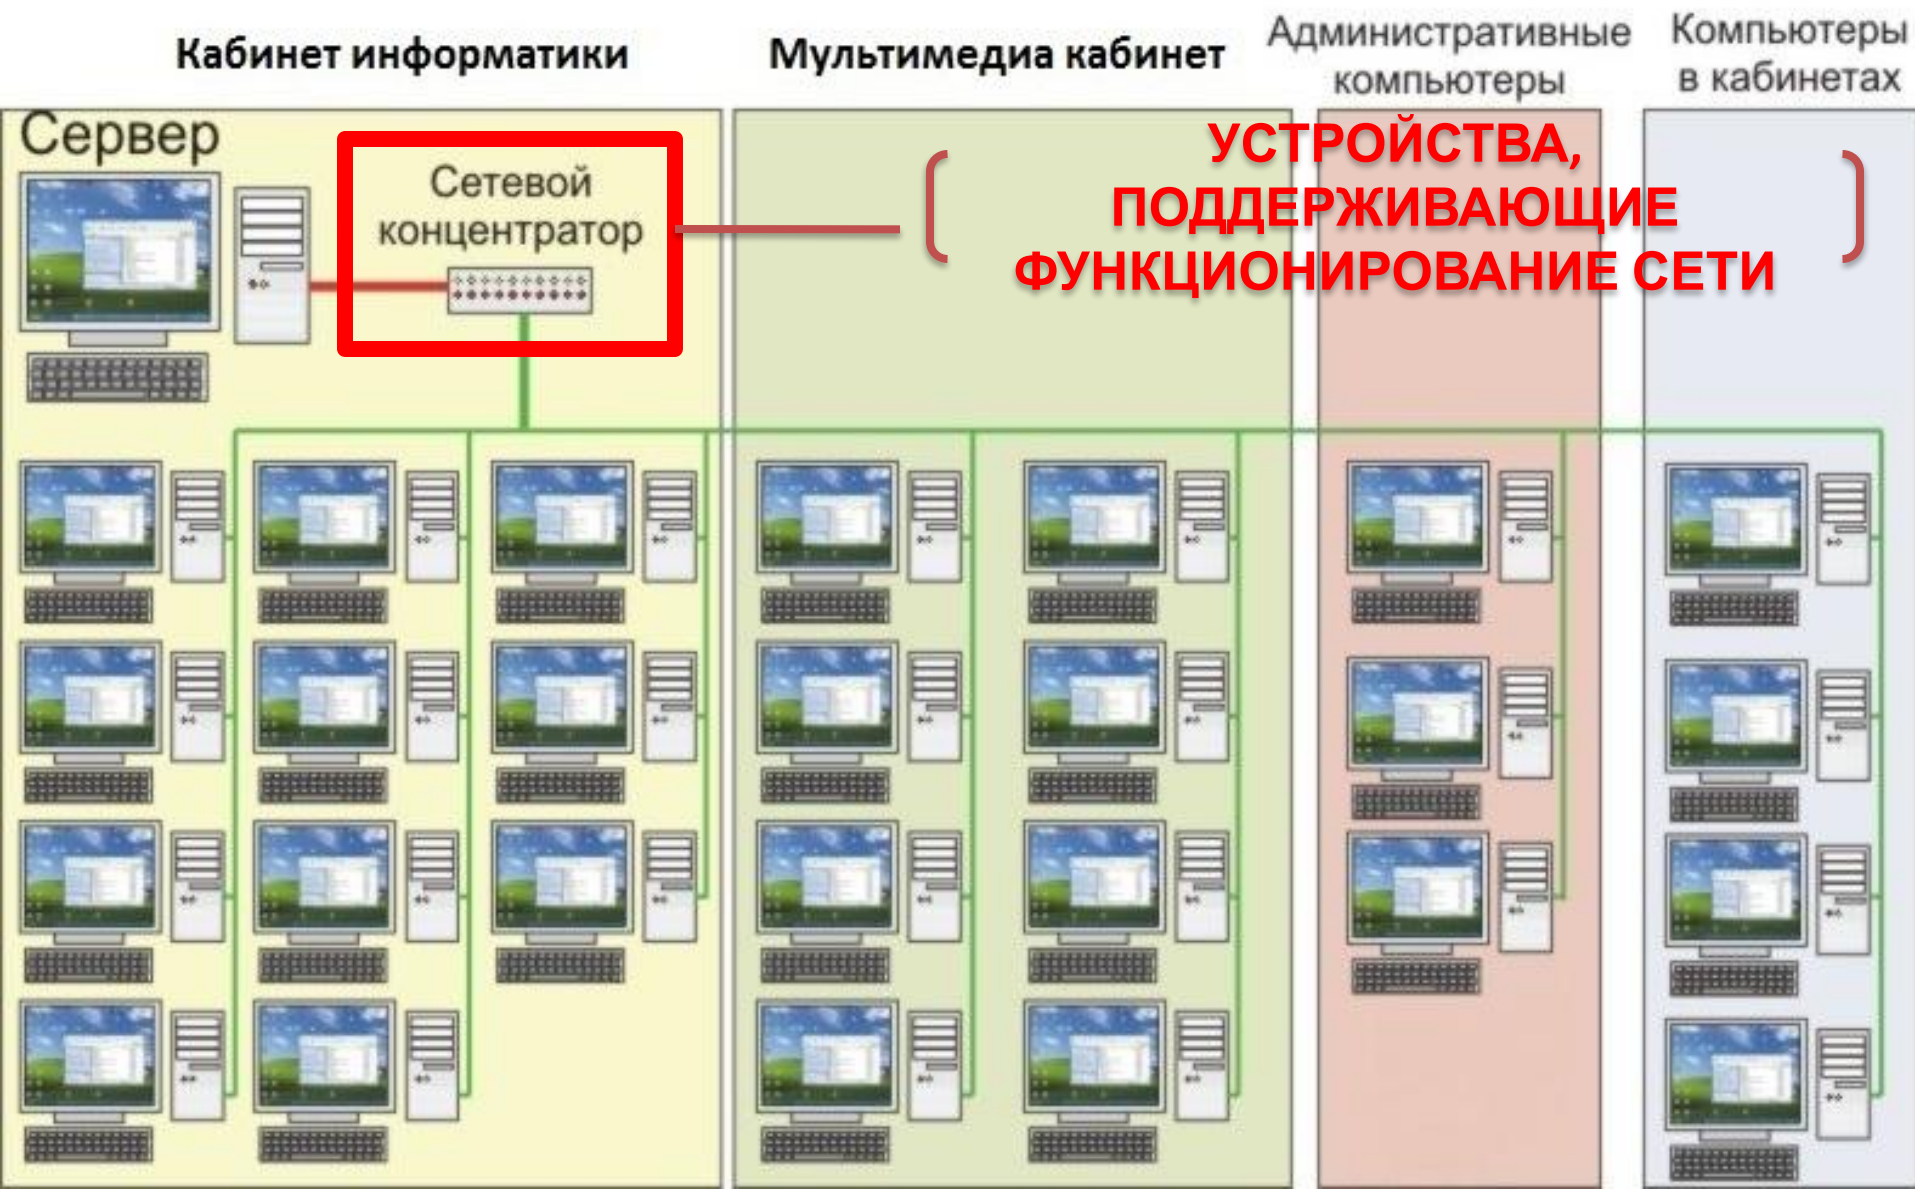 Кабинет информатики
Мультимедиа кабинет
Административные
компьютеры
Компьютеры
в кабинетах
Сервер
Сетевой
концентратор
УСТРОЙСТВА,
ПОДДЕРЖИВАЮЩИЕ
ФУНКЦИОНИРОВАНИЕ СЕТИ